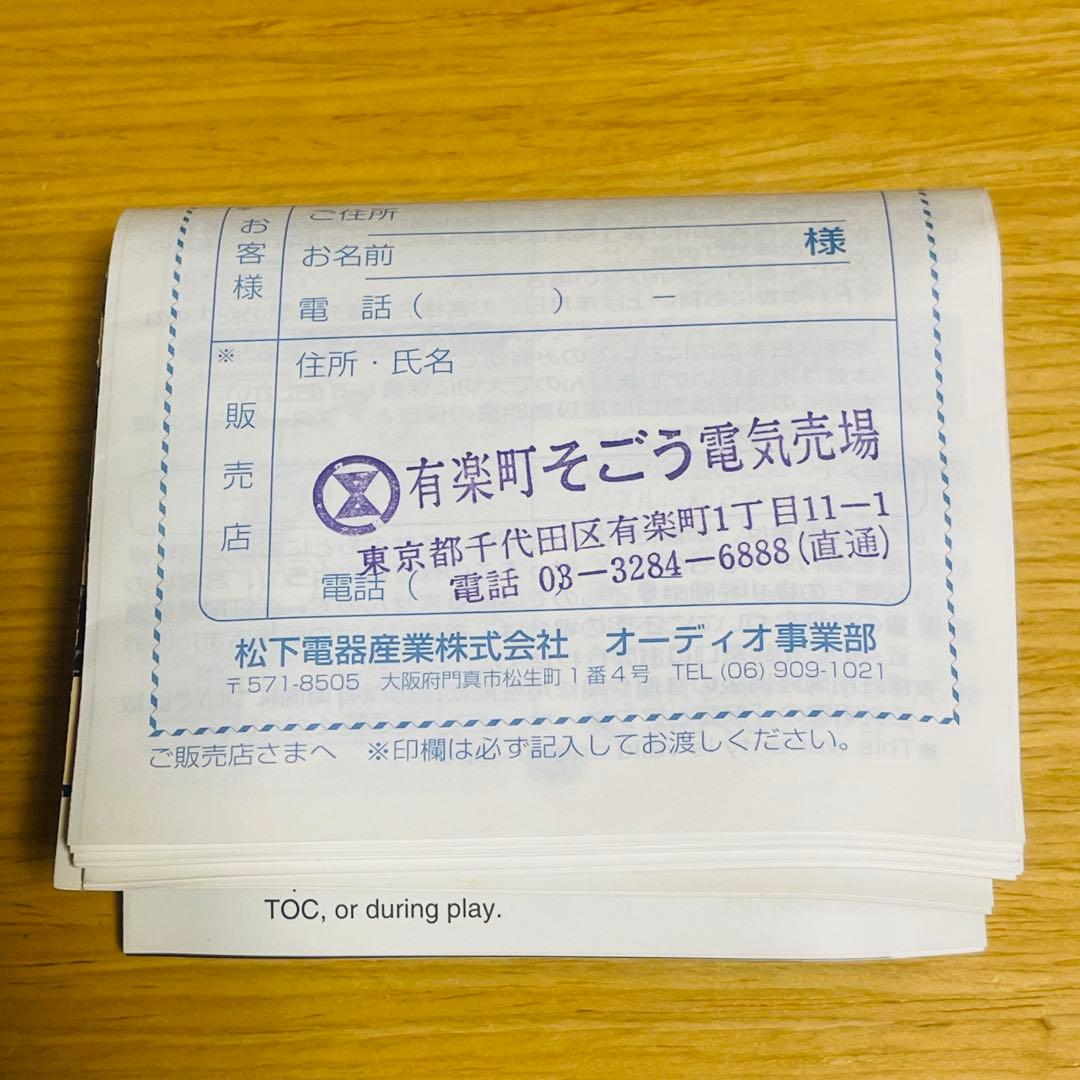 お客様
ご住所
お名前 様
電話( ) ー
※
販売店
住所・氏名
有楽町そごう電気売場
東京都千代田区有楽町1丁目11ー1
電話( 電話 03ー3284ー6888(直通)
松下電器産業株式会社 オーディオ事業部
〒571-8505 大阪府門真市松生町1番4号 TEL (06) 909-1021
ご販売店さまへ ※印欄は必ず記入してお渡しください。
TOC, or during play.